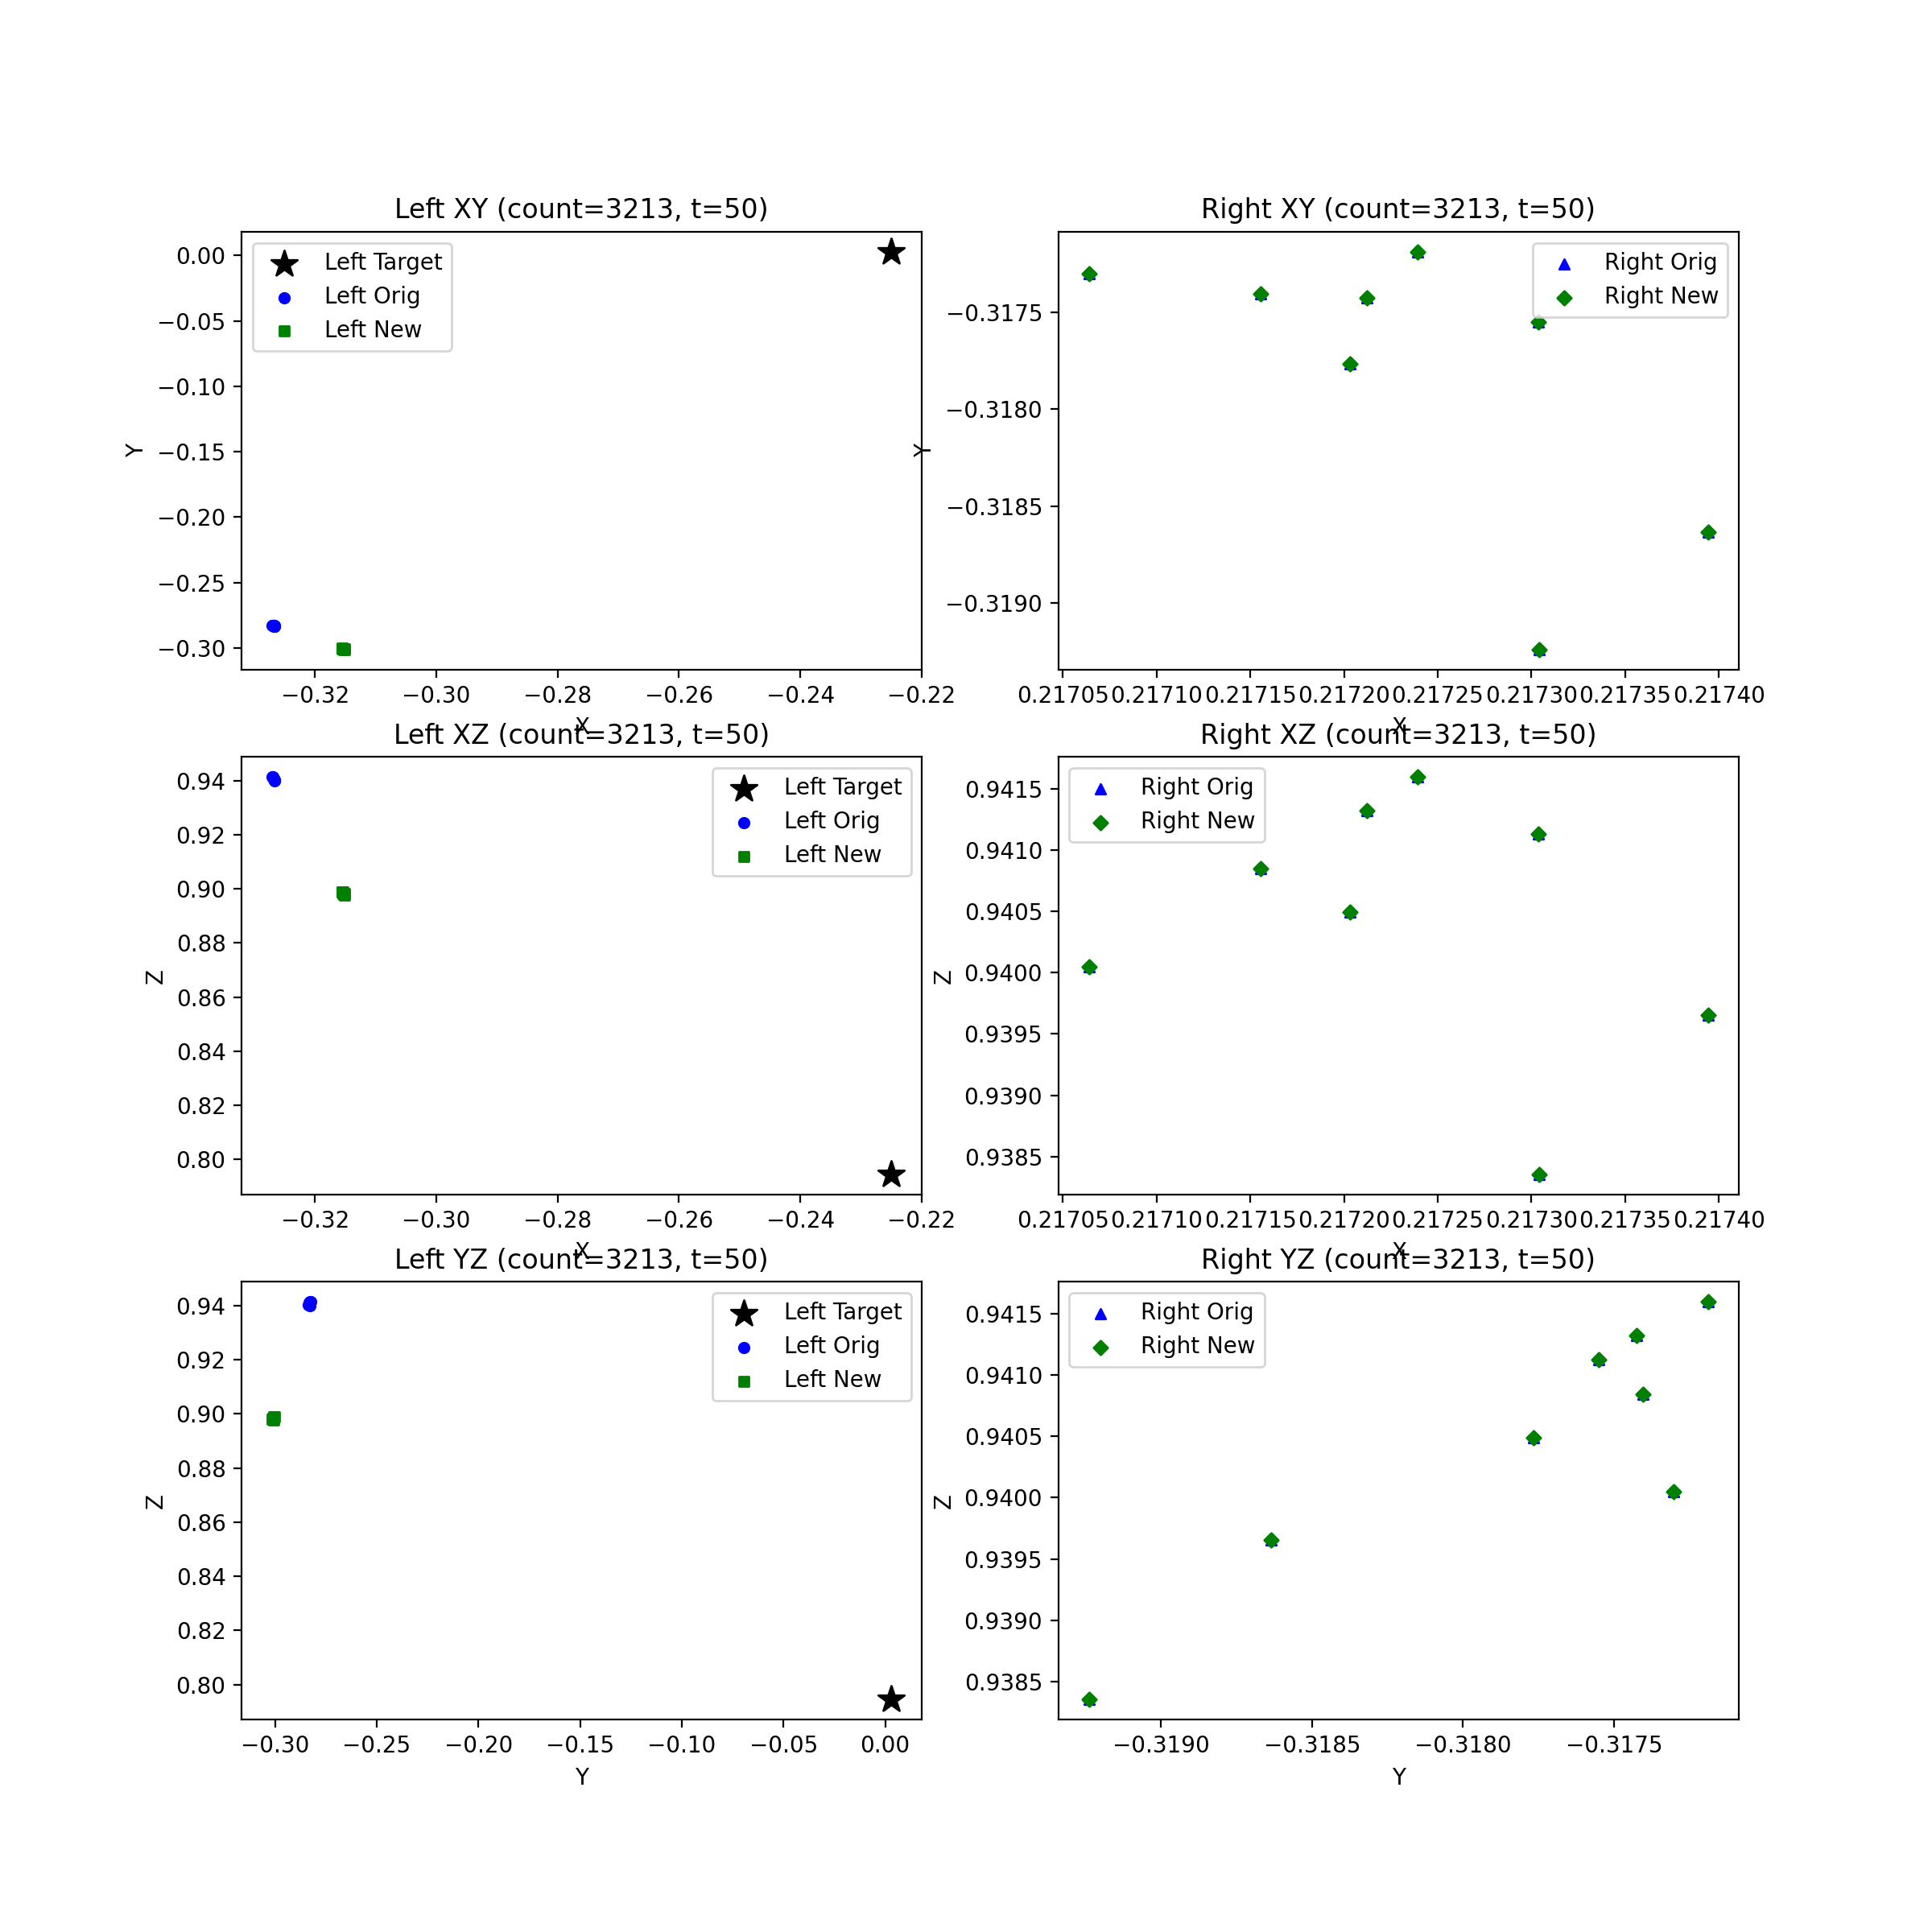 Left XY (count=3213, t=50)
Left Target
Left Orig
Left New
0.00
−0.05
−0.10
−0.15
−0.20
−0.25
−0.30
Y
−0.32 −0.30 −0.28 −0.26 −0.24 −0.22
X
Right XY (count=3213, t=50)
Right Orig
Right New
−0.3175
−0.3180
−0.3185
−0.3190
Y
0.21705 0.21710 0.21715 0.21720 0.21725 0.21730 0.21735 0.21740
X
Left XZ (count=3213, t=50)
Left Target
Left Orig
Left New
0.94
0.92
0.90
0.88
0.86
0.84
0.82
0.80
Z
−0.32 −0.30 −0.28 −0.26 −0.24 −0.22
X
Right XZ (count=3213, t=50)
Right Orig
Right New
0.9415
0.9410
0.9405
0.9400
0.9395
0.9390
0.9385
Z
0.21705 0.21710 0.21715 0.21720 0.21725 0.21730 0.21735 0.21740
X
Left YZ (count=3213, t=50)
Left Target
Left Orig
Left New
0.94
0.92
0.90
0.88
0.86
0.84
0.82
0.80
Z
−0.30 −0.25 −0.20 −0.15 −0.10 −0.05 0.00
Y
Right YZ (count=3213, t=50)
Right Orig
Right New
0.9415
0.9410
0.9405
0.9400
0.9395
0.9390
0.9385
Z
−0.3190 −0.3185 −0.3180 −0.3175
Y